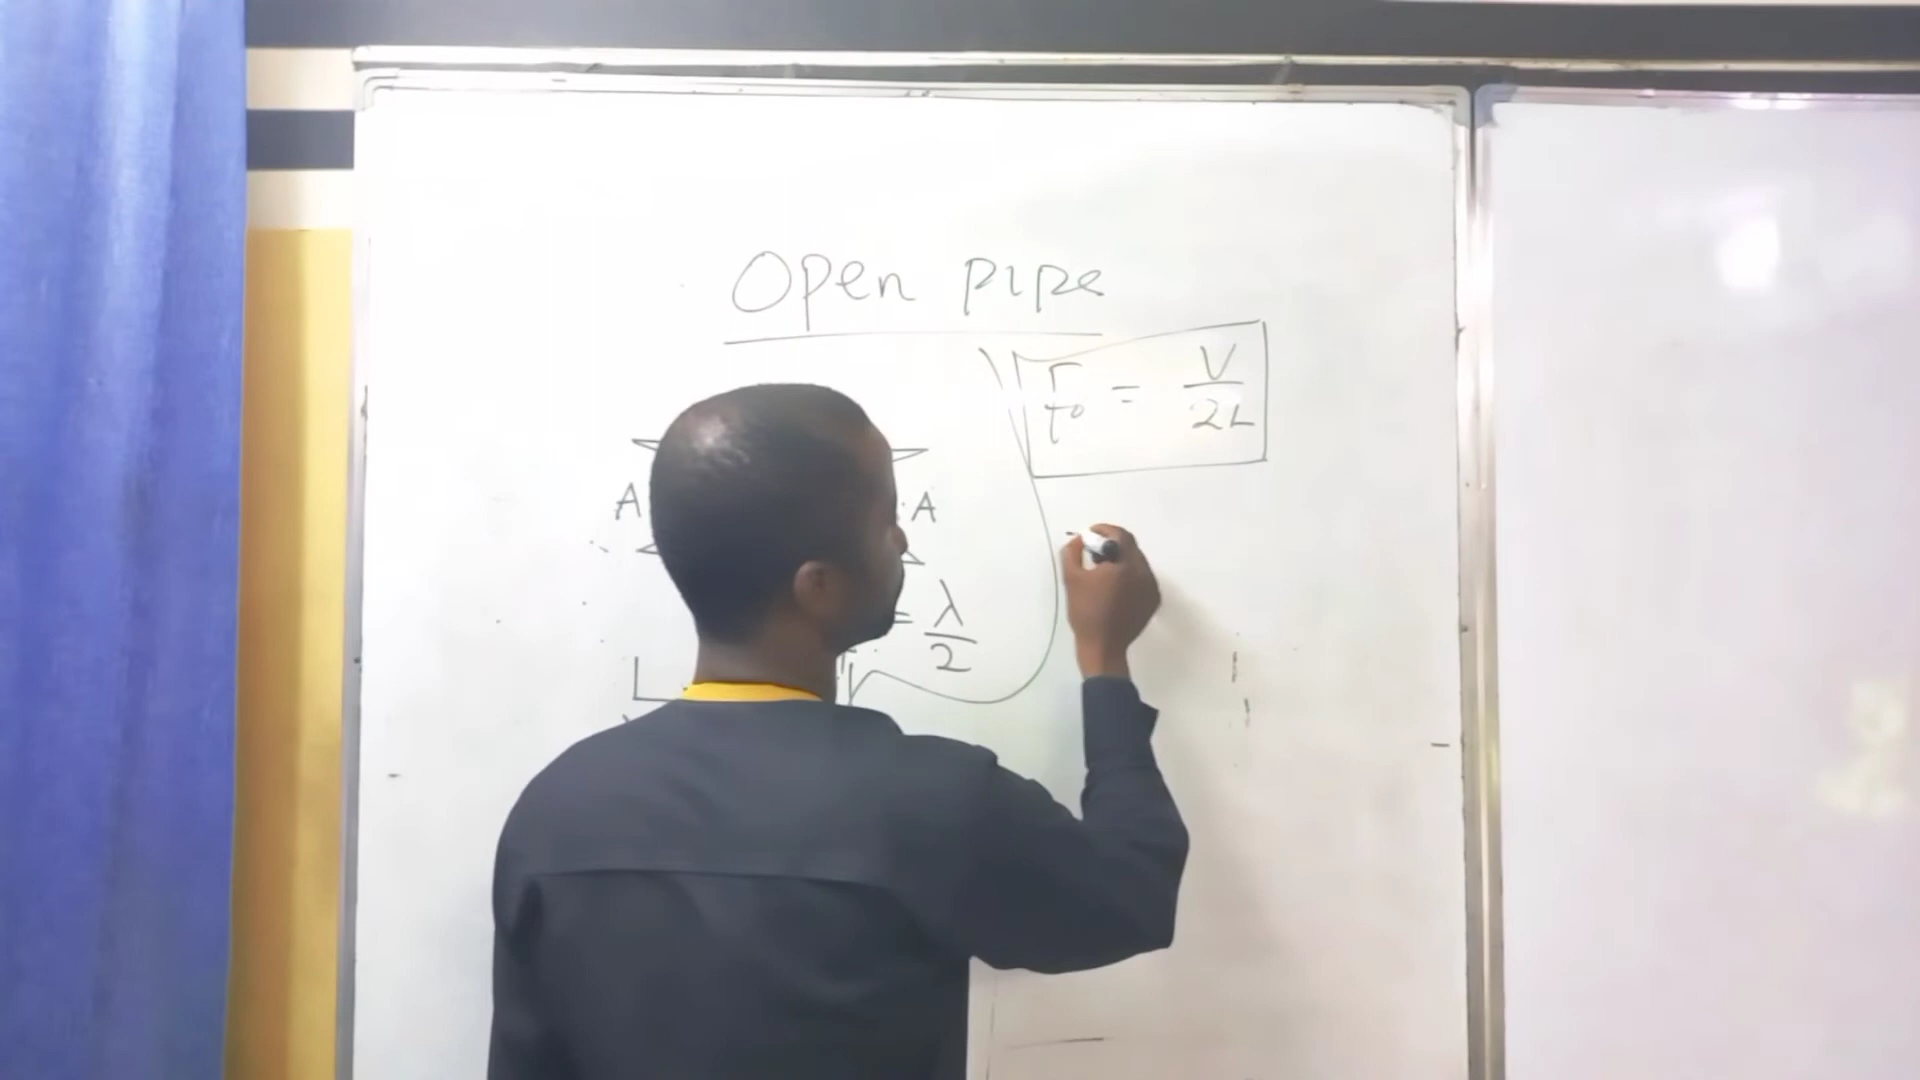 Open pipe
fo = V/2L
A A
= λ/2
L